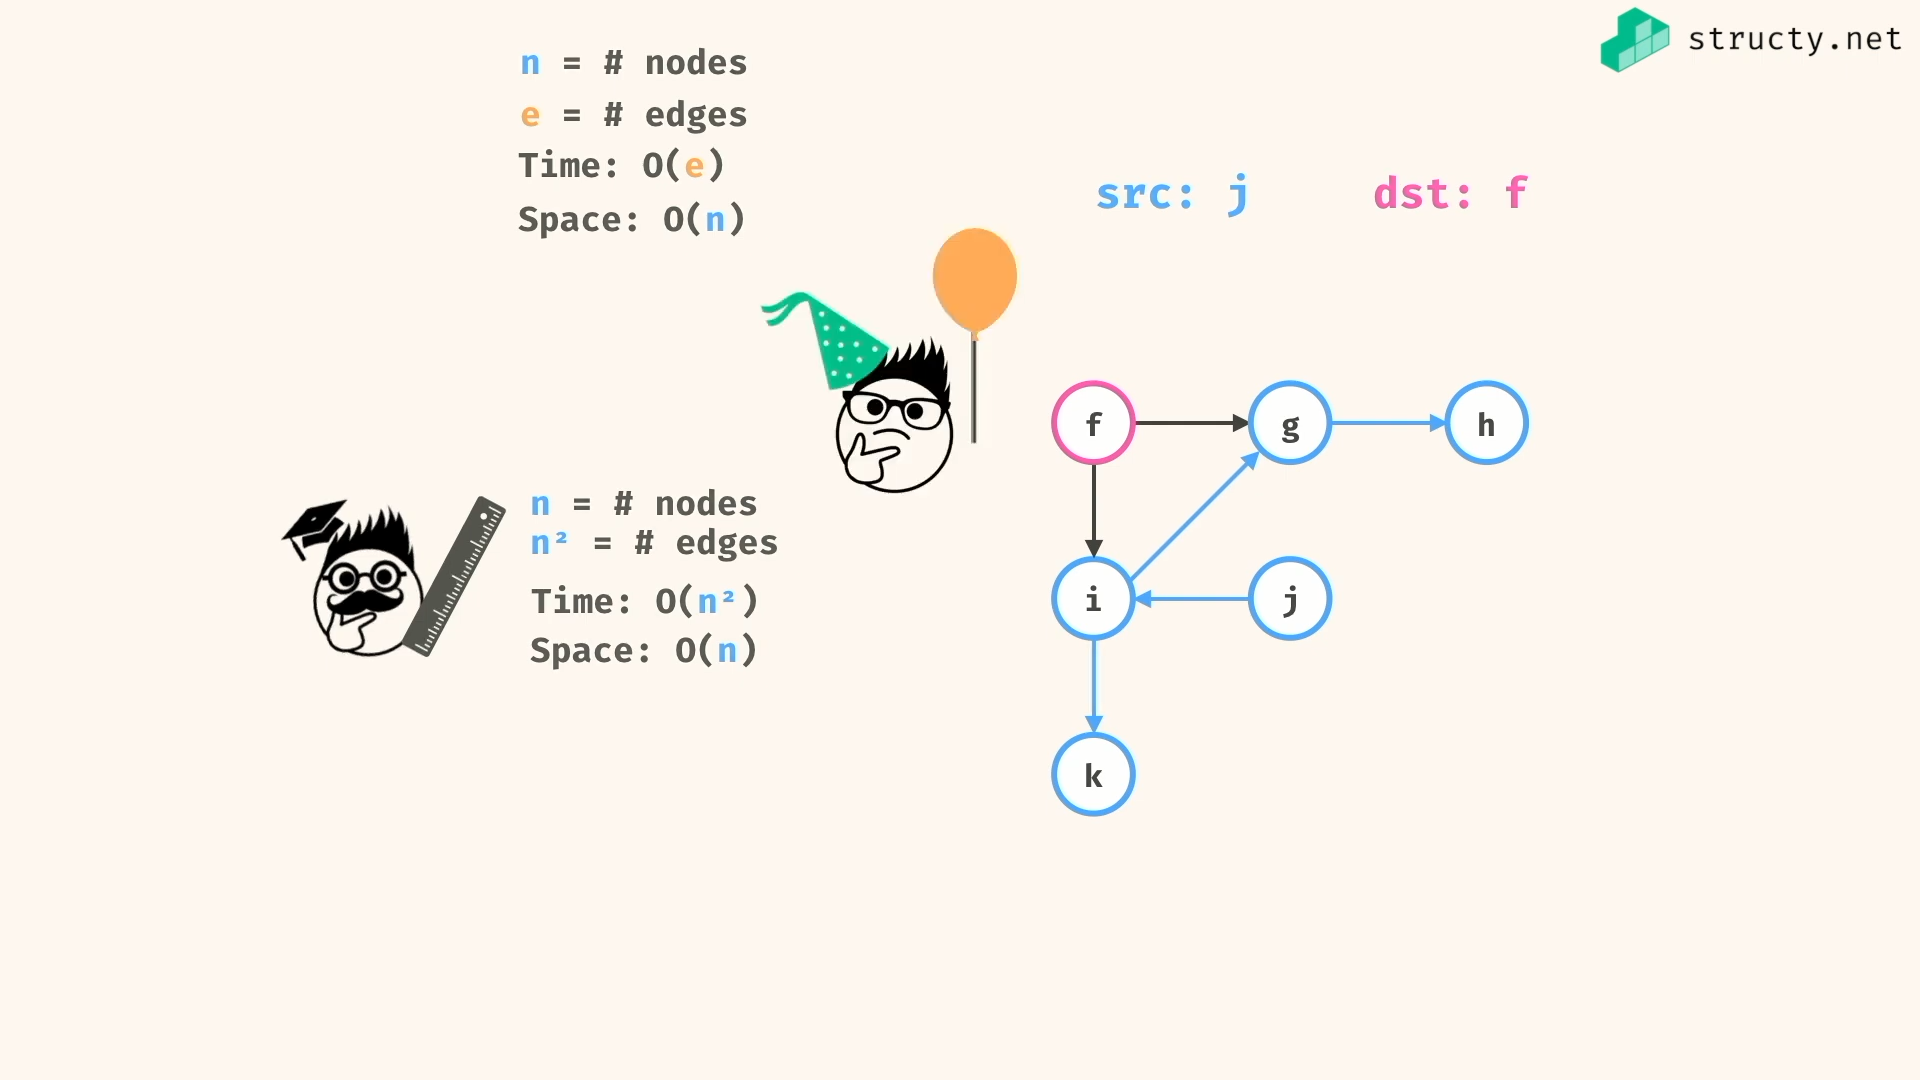 structy.net
n = # nodes
e = # edges
Time: O(e)
Space: O(n)
src: j
dst: f
f
g
h
n = # nodes
n² = # edges
Time: O(n²)
Space: O(n)
i
j
k